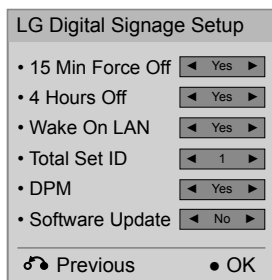 LG Digital Signage Setup
• 15 Min Force Off ◄ Yes ►
• 4 Hours Off ◄ Yes ►
• Wake On LAN ◄ Yes ►
• Total Set ID ◄ 1 ►
• DPM ◄ Yes ►
• Software Update ◄ No ►
Previous ● OK